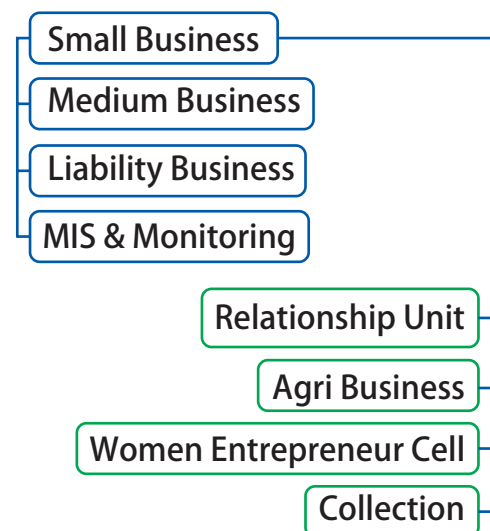 Small Business
Medium Business
Liability Business
MIS & Monitoring
Relationship Unit
Agri Business
Women Entrepreneur Cell
Collection